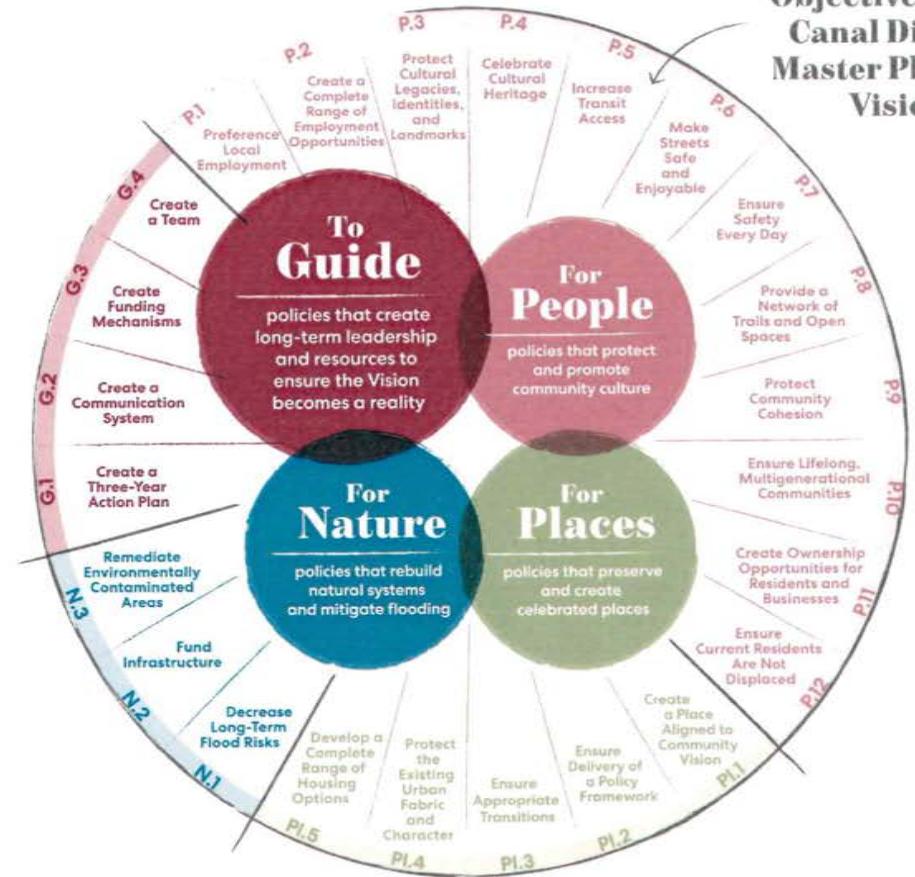 Canal Di
Master Pl
Visi
P.1
Preference
Local
Employment
P.2
Create a
Complete
Range of
Employment
Opportunities
P.3
Protect
Cultural
Legacies,
Identities,
and
Landmarks
P.4
Celebrate
Cultural
Heritage
P.5
Increase
Transit
Access
P.6
Make
Streets
Safe
and
Enjoyable
P.7
Ensure
Safety
Every Day
P.8
Provide a
Network of
Trails and Open
Spaces
P.9
Protect
Community
Cohesion
P.10
Ensure Lifelong,
Multigenerational
Communities
P.11
Create Ownership
Opportunities for
Residents and
Businesses
P.12
Ensure
Current Residents
Are Not
Displaced
Pl.1
Create
a Place
Aligned to
Community
Vision
Pl.2
Ensure
Delivery of
a Policy
Framework
Pl.3
Ensure
Appropriate
Transitions
Pl.4
Protect
the
Existing
Urban
Fabric
and
Character
Pl.5
Develop a
Complete
Range of
Housing
Options
N.1
Decrease
Long-Term
Flood Risks
N.2
Fund
Infrastructure
N.3
Remediate
Environmentally
Contaminated
Areas
G.1
Create a
Three-Year
Action Plan
G.2
Create a
Communication
System
G.3
Create
Funding
Mechanisms
G.4
Create
a Team
To
Guide
policies that create
long-term leadership
and resources to
ensure the Vision
becomes a reality
For
People
policies that protect
and promote
community culture
For
Nature
policies that rebuild
natural systems
and mitigate flooding
For
Places
policies that preserve
and create
celebrated places